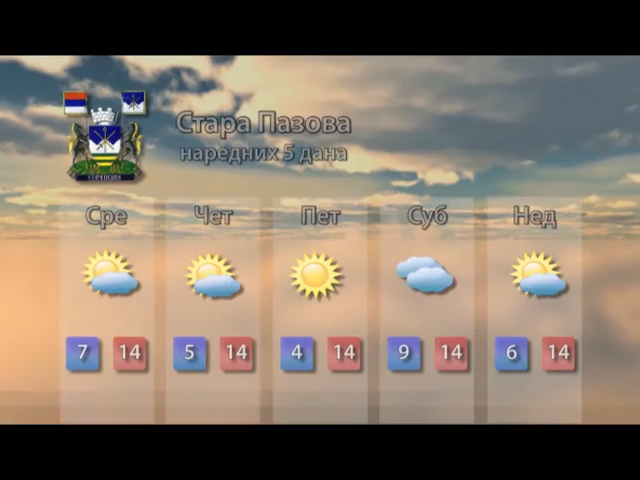 Стара Пазова
наредних 5 дана
Сре Чет Пет Суб Нед
7 14 5 14 4 14 9 14 6 14